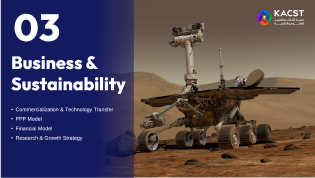 03
KACST
Business &
Sustainability
• Commercialization & Technology Transfer
• PPP Model
• Financial Model
• Research & Growth Strategy